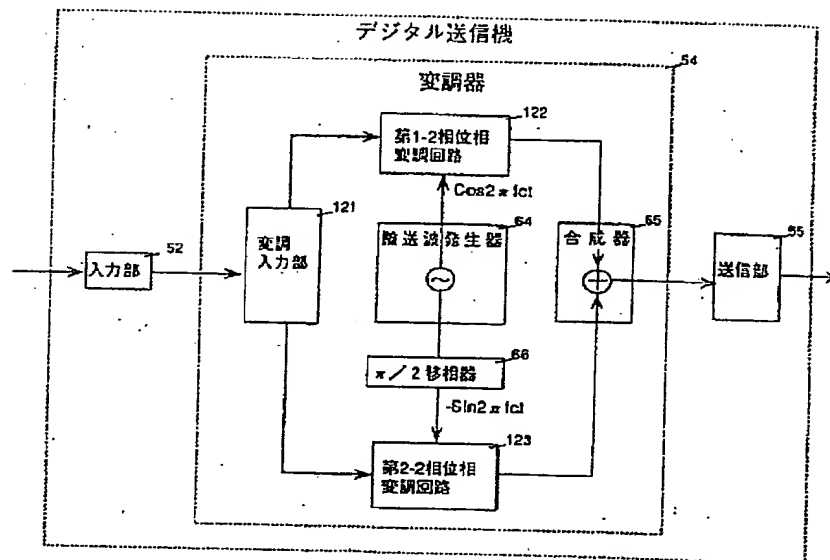 デジタル送信機
54
変調器
122
第1-2相位相
変調回路
Cos2πfct
121
64
65
変調
入力部
搬送波発生器
合成器
52
入力部
55
送信部
66
π/2移相器
-Sin2πfct
123
第2-2相位相
変調回路